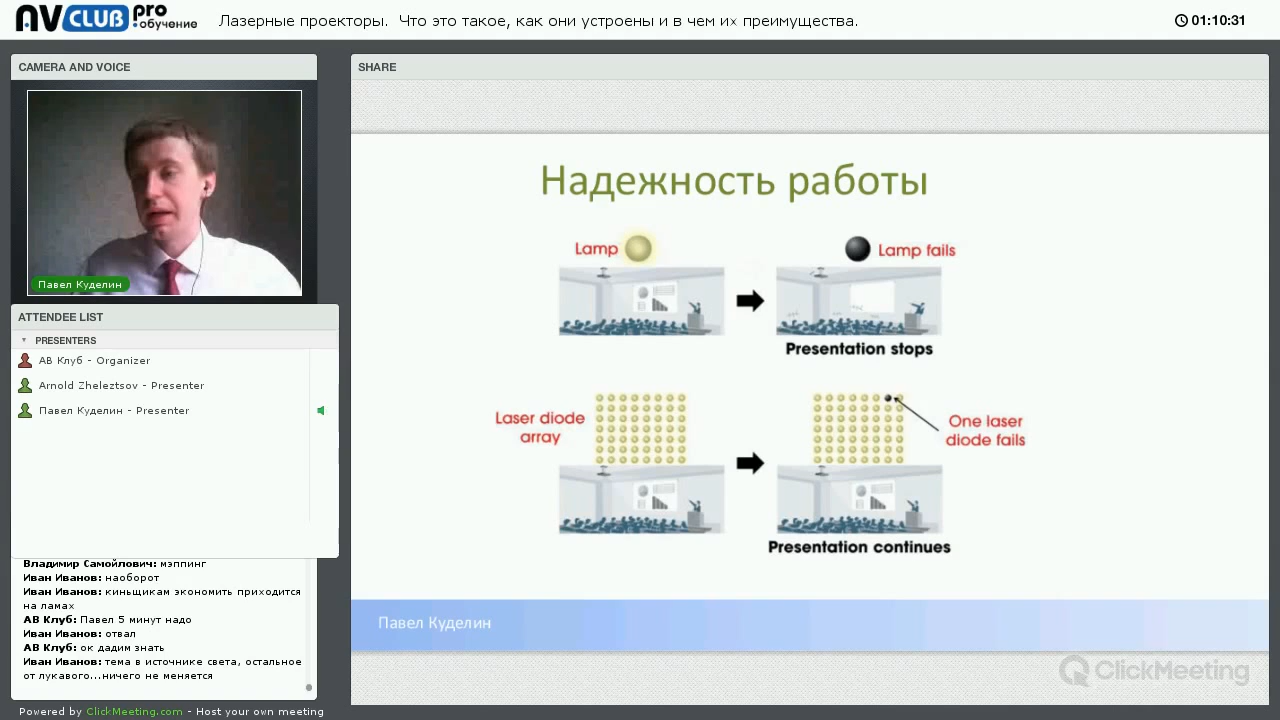 AV CLUB pro :обучение
Лазерные проекторы. Что это такое, как они устроены и в чем их преимущества.
01:10:31
CAMERA AND VOICE
Павел Куделин
ATTENDEE LIST
PRESENTERS
АВ Клуб - Organizer
Arnold Zheleztsov - Presenter
Павел Куделин - Presenter
Владимир Самойлович: мэппинг
Иван Иванов: наоборот
Иван Иванов: киньщикам экономить приходится
на ламах
АВ Клуб: Павел 5 минут надо
Иван Иванов: отвал
АВ Клуб: ок дадим знать
Иван Иванов: тема в источнике света, остальное
от лукавого...ничего не меняется
Powered by ClickMeeting.com - Host your own meeting
SHARE
Надежность работы
Lamp
Lamp fails
Presentation stops
Laser diode
array
One laser
diode fails
Presentation continues
Павел Куделин
ClickMeeting